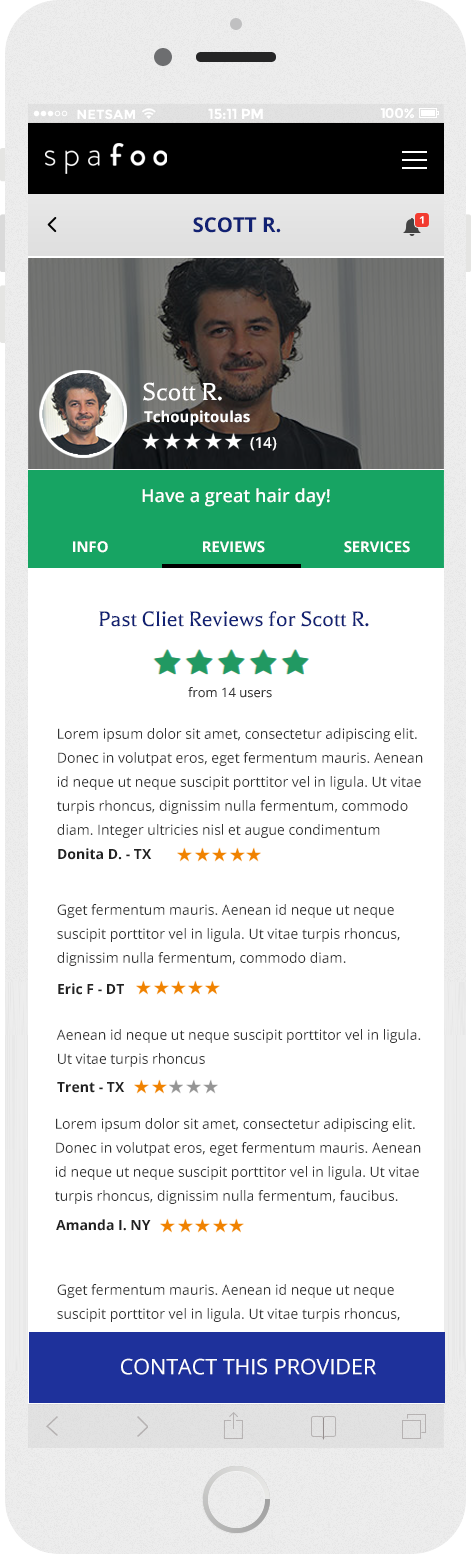 NETSAM 15:11 PM 100%
spafoo
SCOTT R. 1
Scott R.
Tchoupitoulas
(14)
Have a great hair day!
INFO REVIEWS SERVICES
Past Cliet Reviews for Scott R.
from 14 users
Lorem ipsum dolor sit amet, consectetur adipiscing elit.
Donec in volutpat eros, eget fermentum mauris. Aenean
id neque ut neque suscipit porttitor vel in ligula. Ut vitae
turpis rhoncus, dignissim nulla fermentum, commodo
diam. Integer ultricies nisl et augue condimentum
Donita D. - TX
Gget fermentum mauris. Aenean id neque ut neque
suscipit porttitor vel in ligula. Ut vitae turpis rhoncus,
dignissim nulla fermentum, commodo diam.
Eric F - DT
Aenean id neque ut neque suscipit porttitor vel in ligula.
Ut vitae turpis rhoncus
Trent - TX
Lorem ipsum dolor sit amet, consectetur adipiscing elit.
Donec in volutpat eros, eget fermentum mauris. Aenean
id neque ut neque suscipit porttitor vel in ligula. Ut vitae
turpis rhoncus, dignissim nulla fermentum, faucibus.
Amanda I. NY
Gget fermentum mauris. Aenean id neque ut neque
suscipit porttitor vel in ligula. Ut vitae turpis rhoncus,
CONTACT THIS PROVIDER